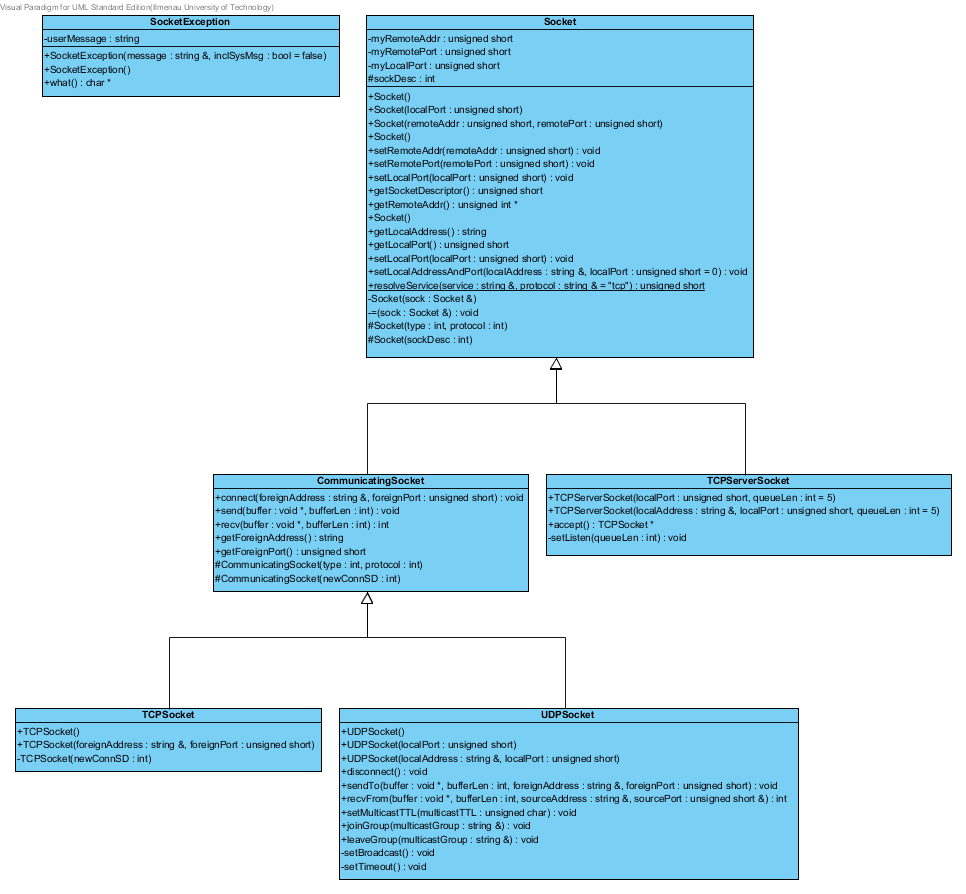 Visual Paradigm for UML Standard Edition(Ilmenau University of Technology)
SocketException
-userMessage : string
+SocketException(message : string &, inclSysMsg : bool = false)
+SocketException()
+what() : char *
Socket
-myRemoteAddr : unsigned short
-myRemotePort : unsigned short
-myLocalPort : unsigned short
#sockDesc : int
+Socket()
+Socket(localPort : unsigned short)
+Socket(remoteAddr : unsigned short, remotePort : unsigned short)
+Socket()
+setRemoteAddr(remoteAddr : unsigned short) : void
+setRemotePort(remotePort : unsigned short) : void
+setLocalPort(localPort : unsigned short) : void
+getSocketDescriptor() : unsigned short
+getRemoteAddr() : unsigned int *
+Socket()
+getLocalAddress() : string
+getLocalPort() : unsigned short
+setLocalPort(localPort : unsigned short) : void
+setLocalAddressAndPort(localAddress : string &, localPort : unsigned short = 0) : void
+resolveService(service : string &, protocol : string & = "tcp") : unsigned short
-Socket(sock : Socket &)
-=(sock : Socket &) : void
#Socket(type : int, protocol : int)
#Socket(sockDesc : int)
CommunicatingSocket
+connect(foreignAddress : string &, foreignPort : unsigned short) : void
+send(buffer : void *, bufferLen : int) : void
+recv(buffer : void *, bufferLen : int) : int
+getForeignAddress() : string
+getForeignPort() : unsigned short
#CommunicatingSocket(type : int, protocol : int)
#CommunicatingSocket(newConnSD : int)
TCPServerSocket
+TCPServerSocket(localPort : unsigned short, queueLen : int = 5)
+TCPServerSocket(localAddress : string &, localPort : unsigned short, queueLen : int = 5)
+accept() : TCPSocket *
-setListen(queueLen : int) : void
TCPSocket
+TCPSocket()
+TCPSocket(foreignAddress : string &, foreignPort : unsigned short)
-TCPSocket(newConnSD : int)
UDPSocket
+UDPSocket()
+UDPSocket(localPort : unsigned short)
+UDPSocket(localAddress : string &, localPort : unsigned short)
+disconnect() : void
+sendTo(buffer : void *, bufferLen : int, foreignAddress : string &, foreignPort : unsigned short) : void
+recvFrom(buffer : void *, bufferLen : int, sourceAddress : string &, sourcePort : unsigned short &) : int
+setMulticastTTL(multicastTTL : unsigned char) : void
+joinGroup(multicastGroup : string &) : void
+leaveGroup(multicastGroup : string &) : void
-setBroadcast() : void
-setTimeout() : void